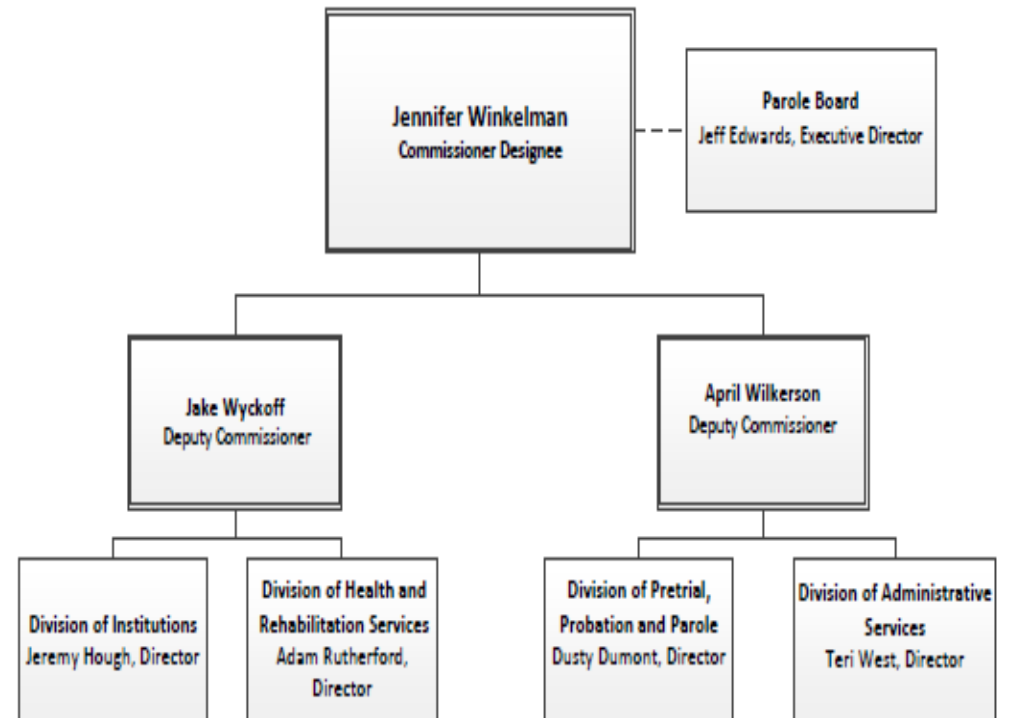 Jennifer Winkelman
Commissioner Designee
Parole Board
Jeff Edwards, Executive Director
Jake Wyckoff
Deputy Commissioner
April Wilkerson
Deputy Commissioner
Division of Institutions
Jeremy Hough, Director
Division of Health and
Rehabilitation Services
Adam Rutherford,
Director
Division of Pretrial,
Probation and Parole
Dusty Dumont, Director
Division of Administrative
Services
Teri West, Director